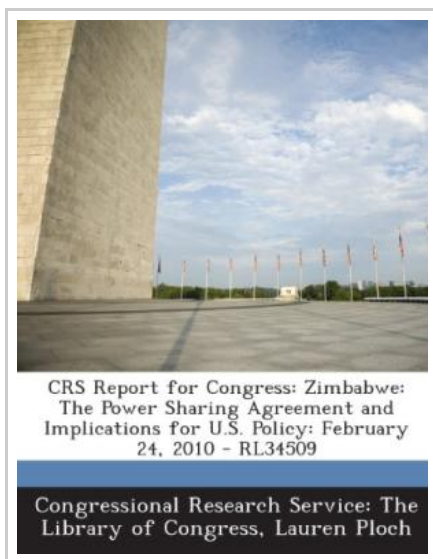 CRS Report for Congress: Zimbabwe:
The Power Sharing Agreement and
Implications for U.S. Policy: February
24, 2010 - RL34509
Congressional Research Service: The
Library of Congress, Lauren Ploch